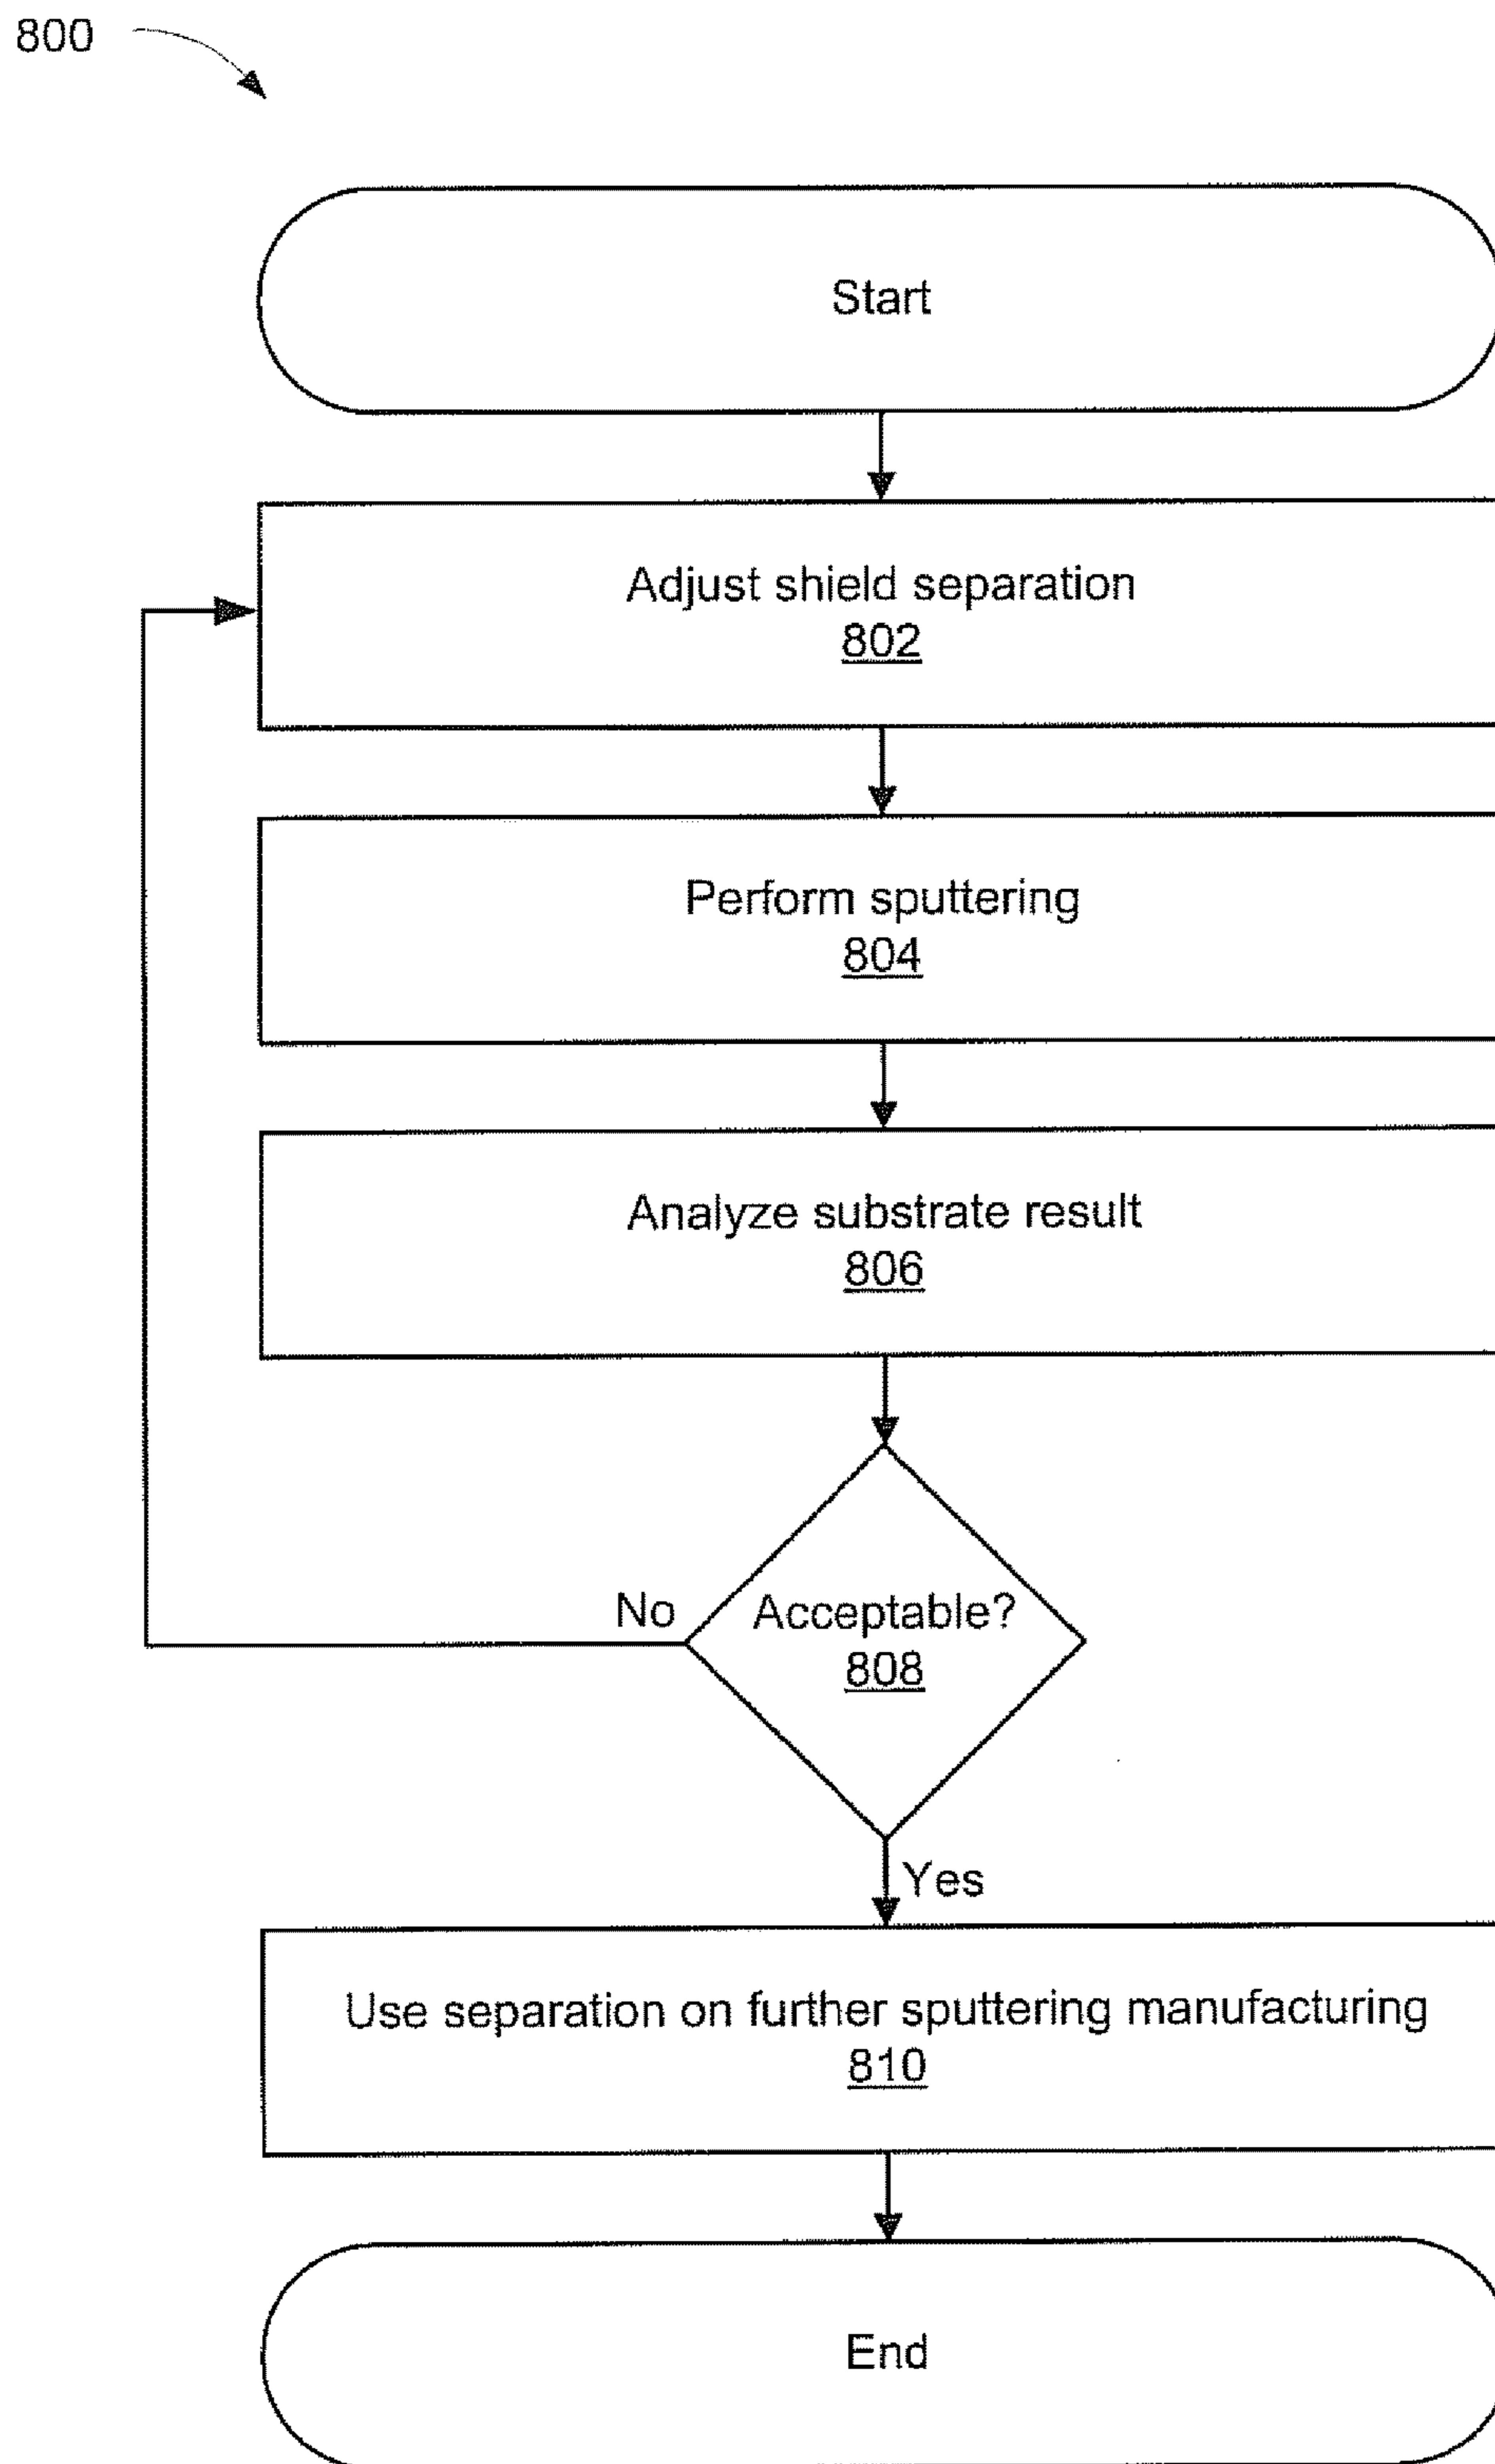 800
Start
Adjust shield separation
802
Perform sputtering
804
Analyze substrate result
806
No
Acceptable?
808
Yes
Use separation on further sputtering manufacturing
810
End